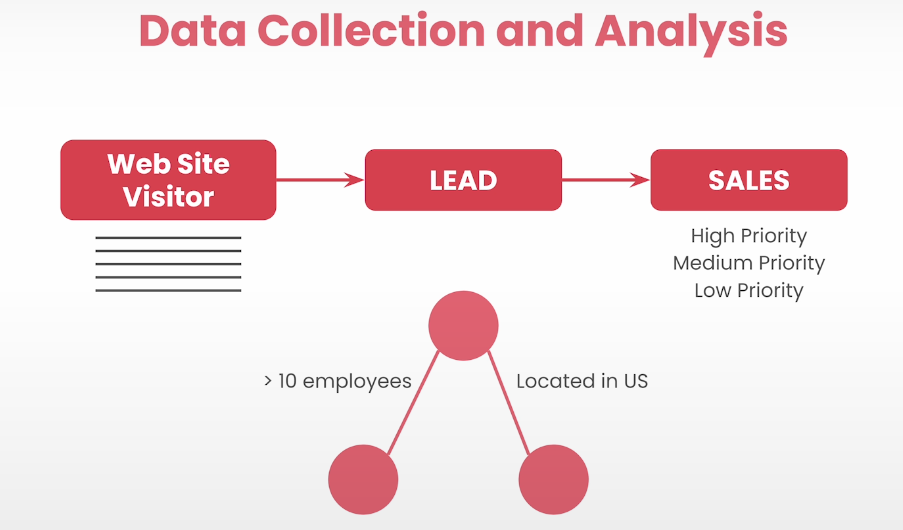 Data Collection and Analysis
Web Site
Visitor
LEAD
SALES
High Priority
Medium Priority
Low Priority
> 10 employees
Located in US